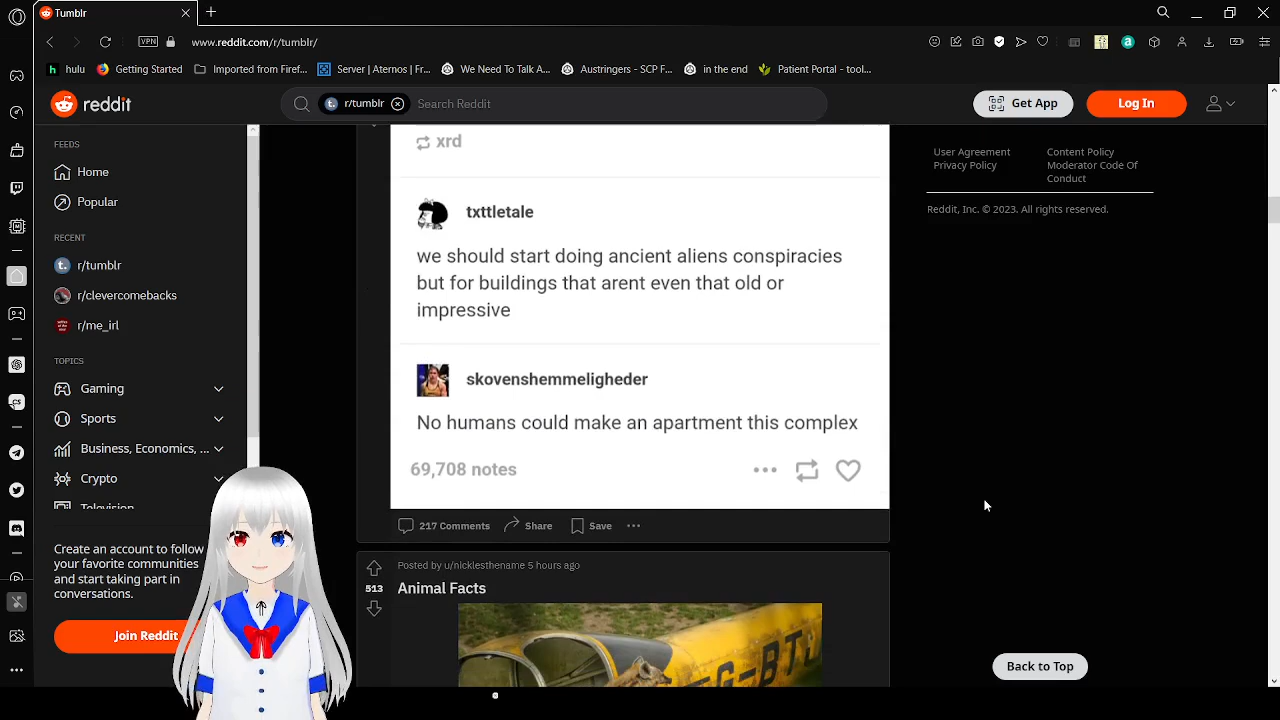 Tumblr
VPN
www.reddit.com/r/tumblr/
hulu
Getting Started
Imported from Firef...
Server | Aternos | Fr...
We Need To Talk A...
Austringers - SCP F...
in the end
Patient Portal - tool...
reddit
r/tumblr
Search Reddit
Get App
Log In
FEEDS
Home
Popular
RECENT
r/tumblr
r/clevercomebacks
r/me_irl
TOPICS
Gaming
Sports
Business, Economics, ...
Crypto
Television
Create an account to follow
your favorite communities
and start taking part in
conversations.
Join Reddit
xrd
txttletale
we should start doing ancient aliens conspiracies
but for buildings that arent even that old or
impressive
skovenshemmeligheder
No humans could make an apartment this complex
69,708 notes
217 Comments
Share
Save
Posted by u/nicklesthename 5 hours ago
513
Animal Facts
G-BTU
User Agreement
Content Policy
Privacy Policy
Moderator Code Of
Conduct
Reddit, Inc. © 2023. All rights reserved.
Back to Top